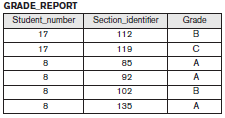 GRADE_REPORT
Student_number Section_identifier Grade
17 112 B
17 119 C
8 85 A
8 92 A
8 102 B
8 135 A